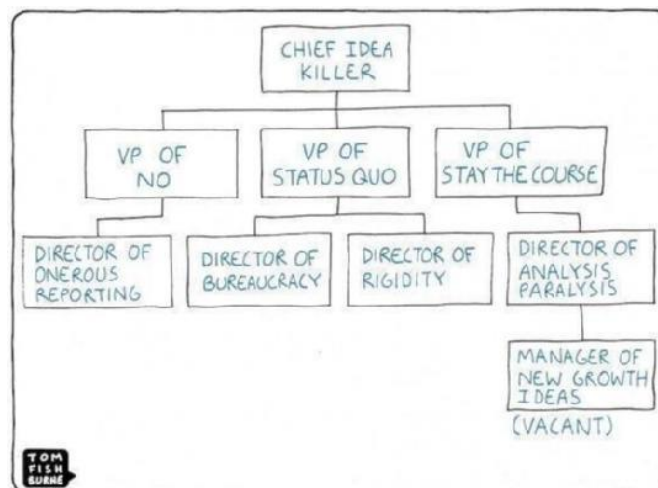 CHIEF IDEA
KILLER
VP OF
NO
VP OF
STATUS QUO
VP OF
STAY THE COURSE
DIRECTOR OF
ONEROUS
REPORTING
DIRECTOR OF
BUREAUCRACY
DIRECTOR OF
RIGIDITY
DIRECTOR OF
ANALYSIS
PARALYSIS
MANAGER OF
NEW GROWTH
IDEAS
(VACANT)
TOM
FISH
BURNE